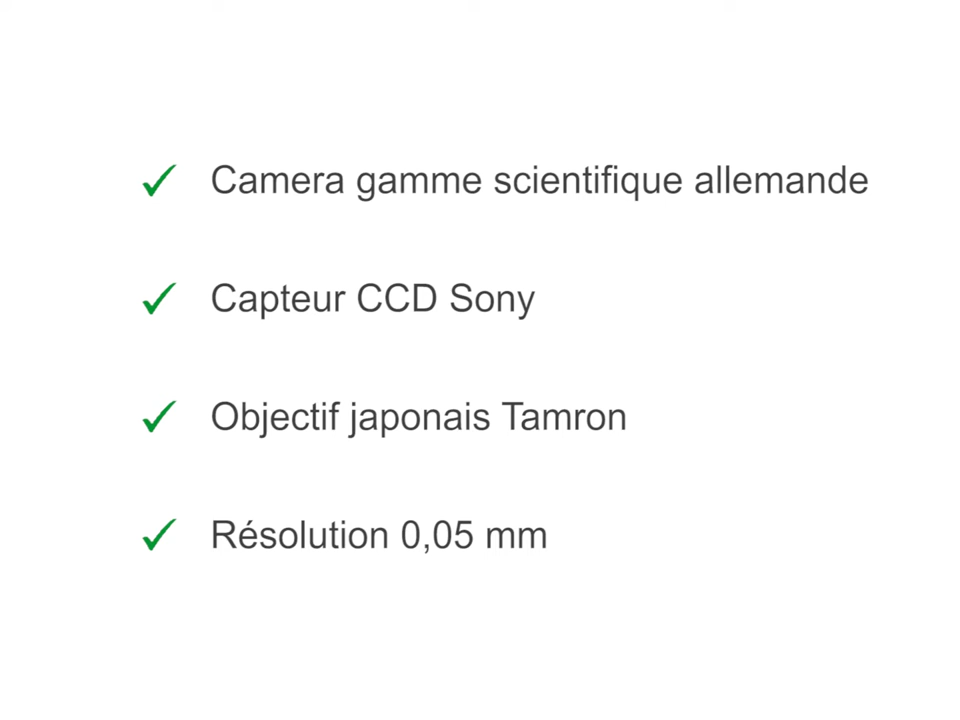 Camera gamme scientifique allemande
Capteur CCD Sony
Objectif japonais Tamron
Résolution 0,05 mm